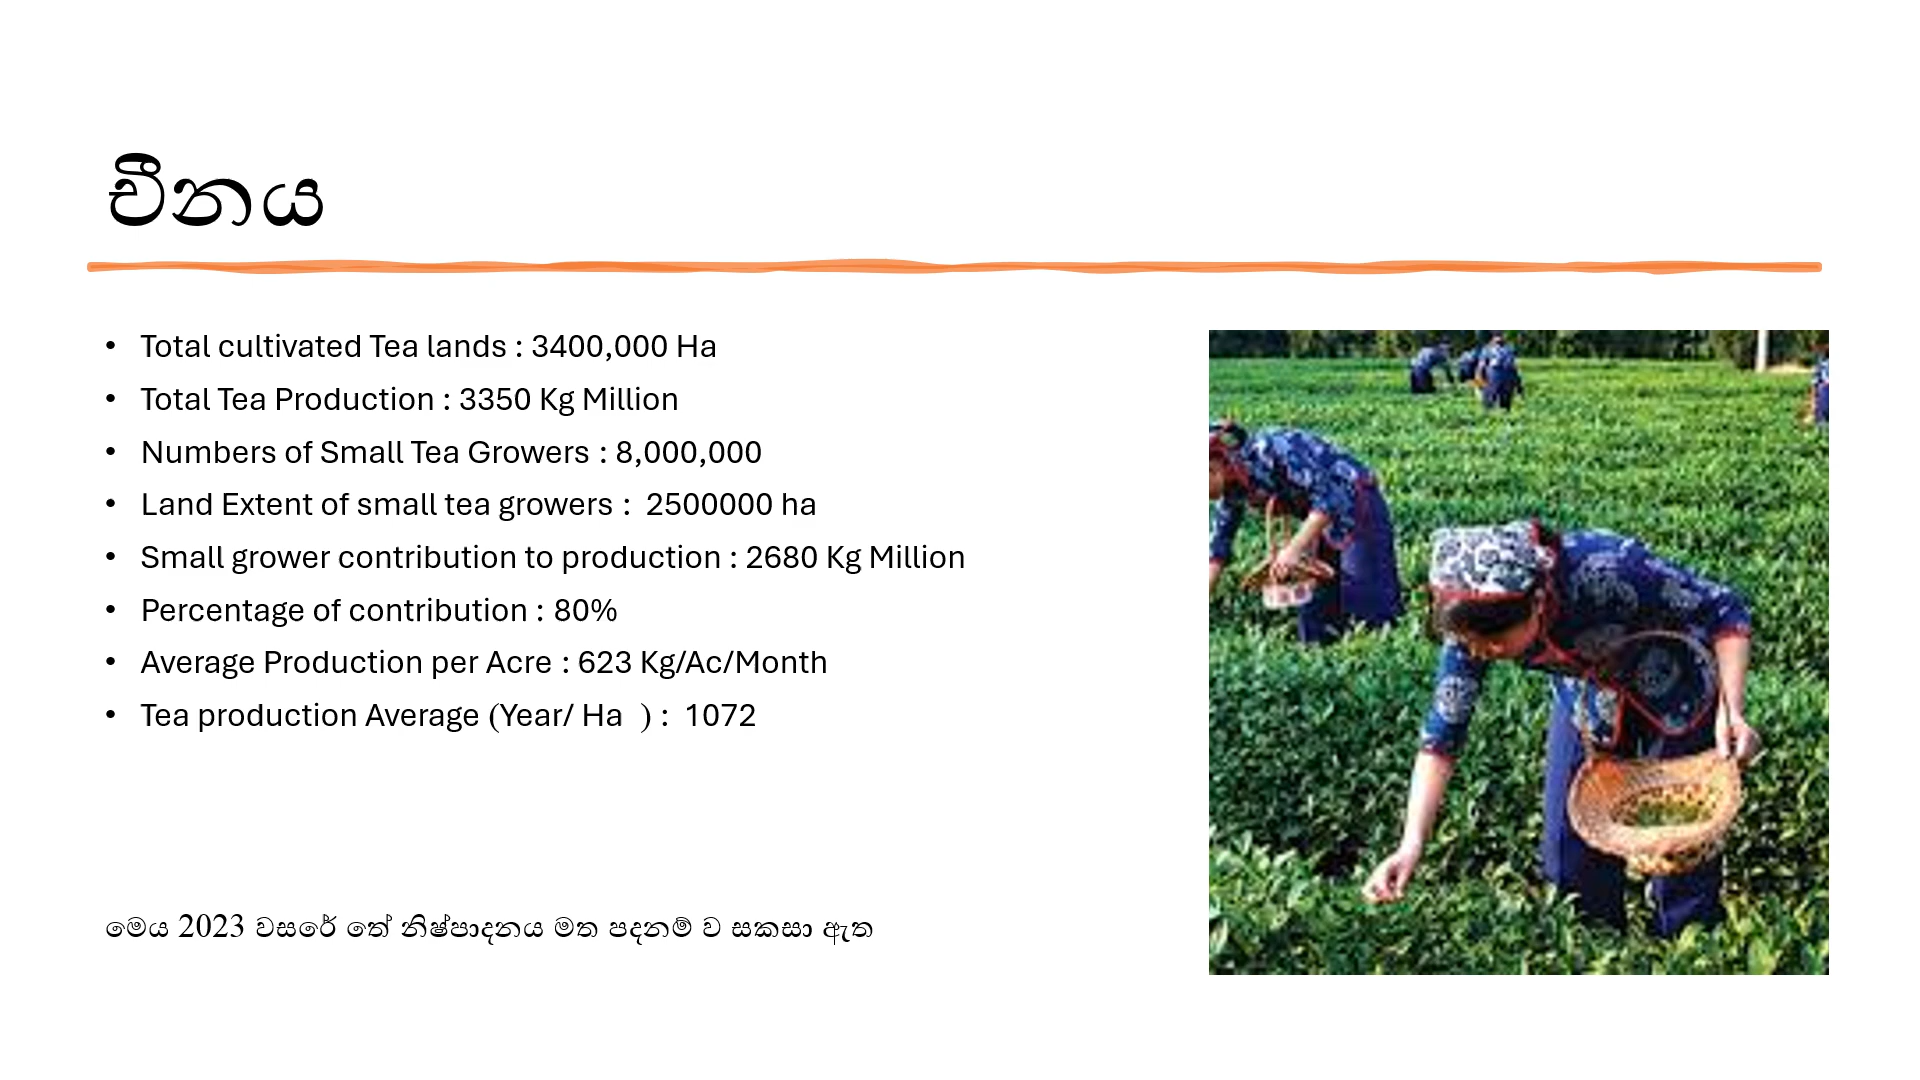 චීනය
• Total cultivated Tea lands : 3400,000 Ha
• Total Tea Production : 3350 Kg Million
• Numbers of Small Tea Growers : 8,000,000
• Land Extent of small tea growers :  2500000 ha
• Small grower contribution to production : 2680 Kg Million
• Percentage of contribution : 80%
• Average Production per Acre : 623 Kg/Ac/Month
• Tea production Average (Year/ Ha  ) :  1072
මෙය 2023 වසරේ තේ නිෂ්පාදනය මත පදනම් ව සකසා ඇත